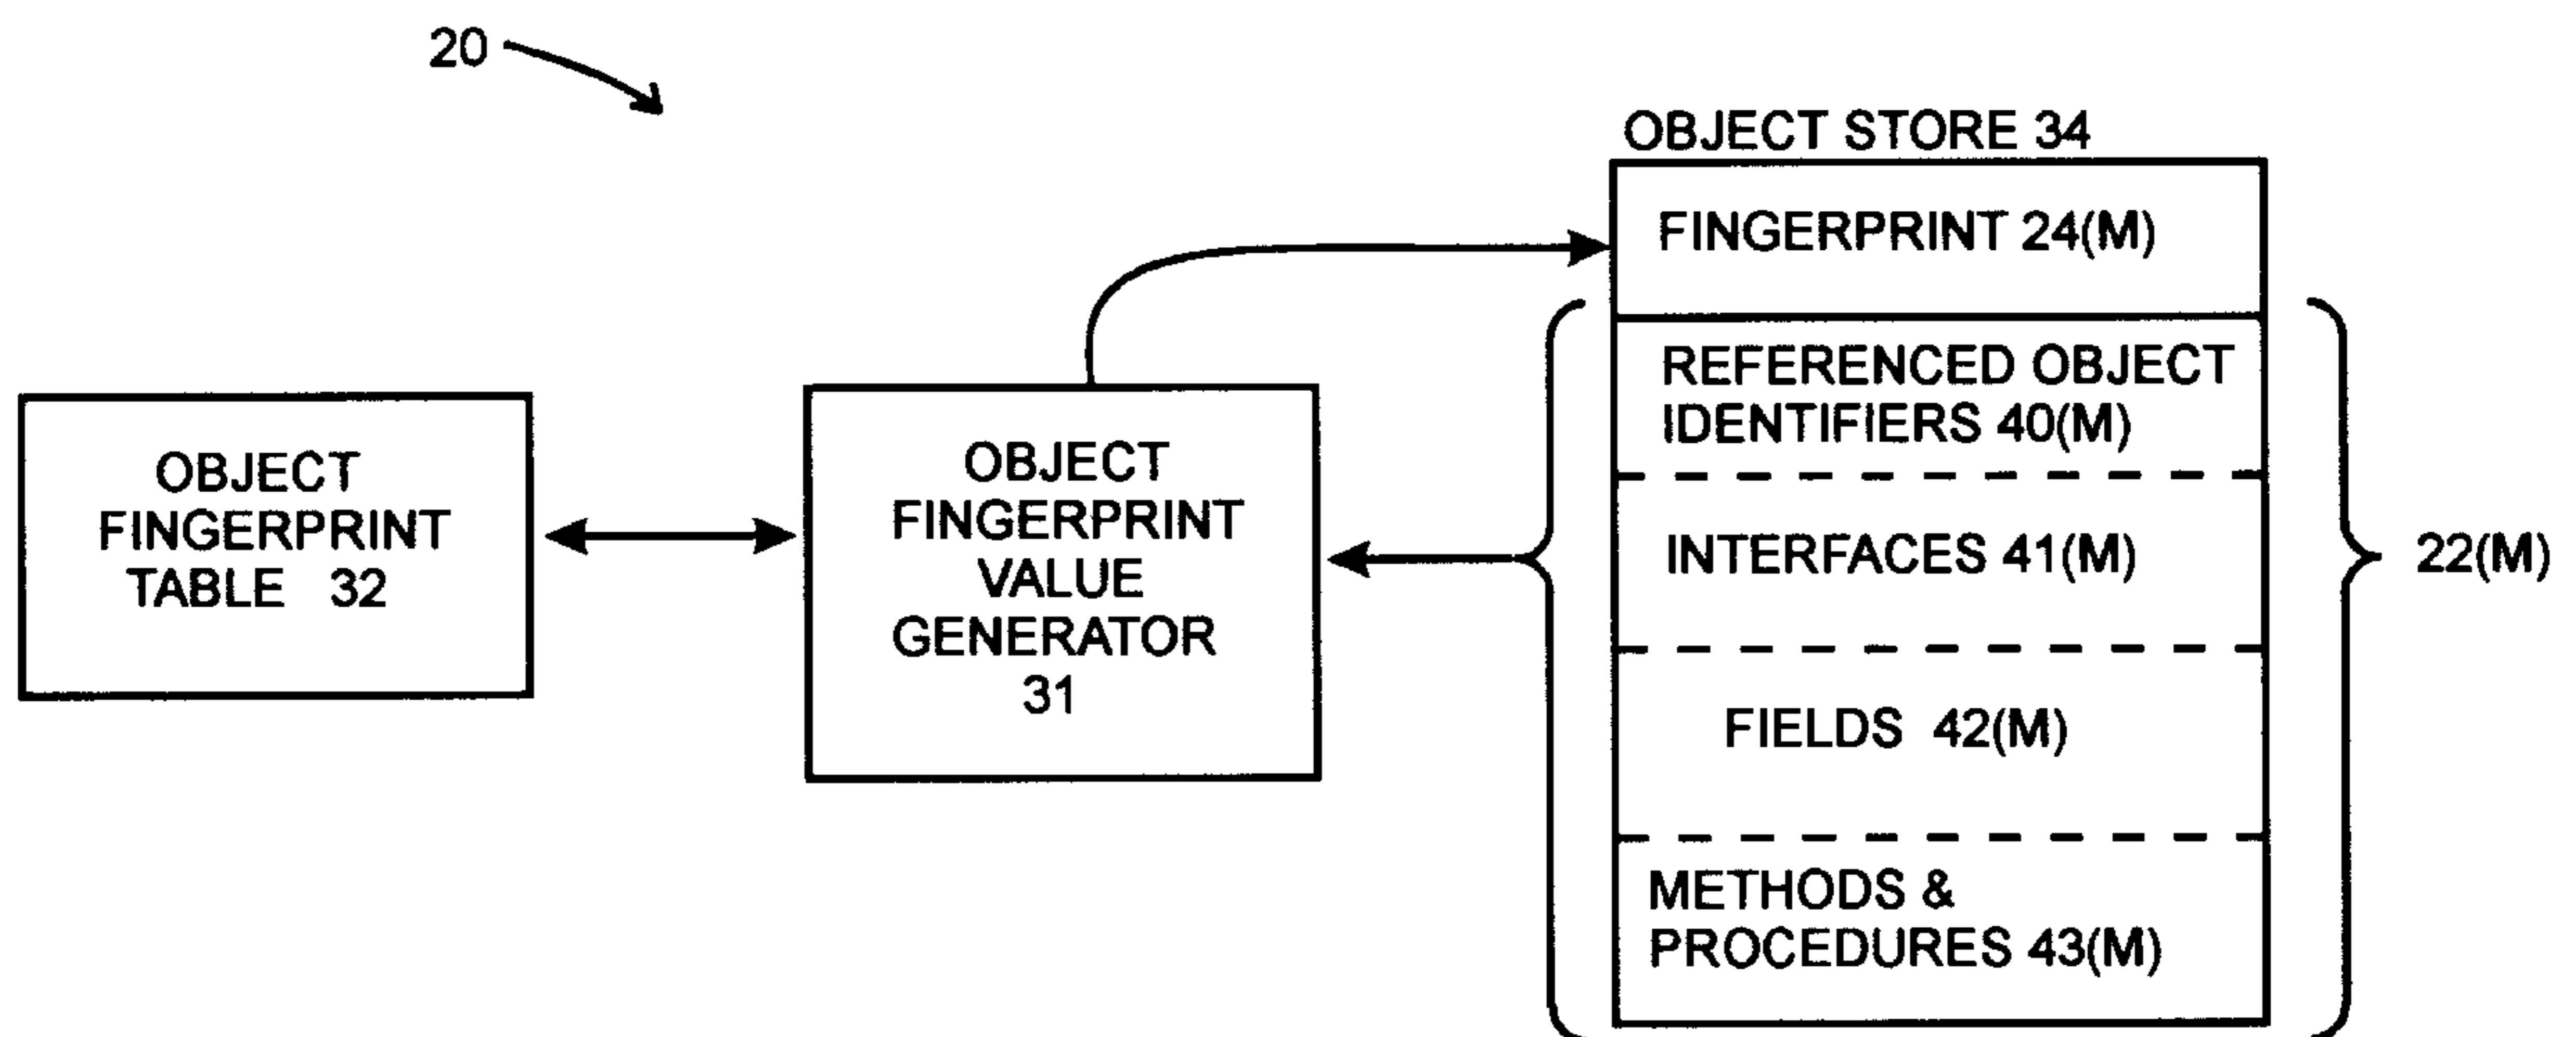 20
OBJECT STORE 34
FINGERPRINT 24(M)
REFERENCED OBJECT
IDENTIFIERS 40(M)
INTERFACES 41(M)
FIELDS 42(M)
METHODS &
PROCEDURES 43(M)
22(M)
OBJECT
FINGERPRINT
VALUE
GENERATOR
31
OBJECT
FINGERPRINT
TABLE 32